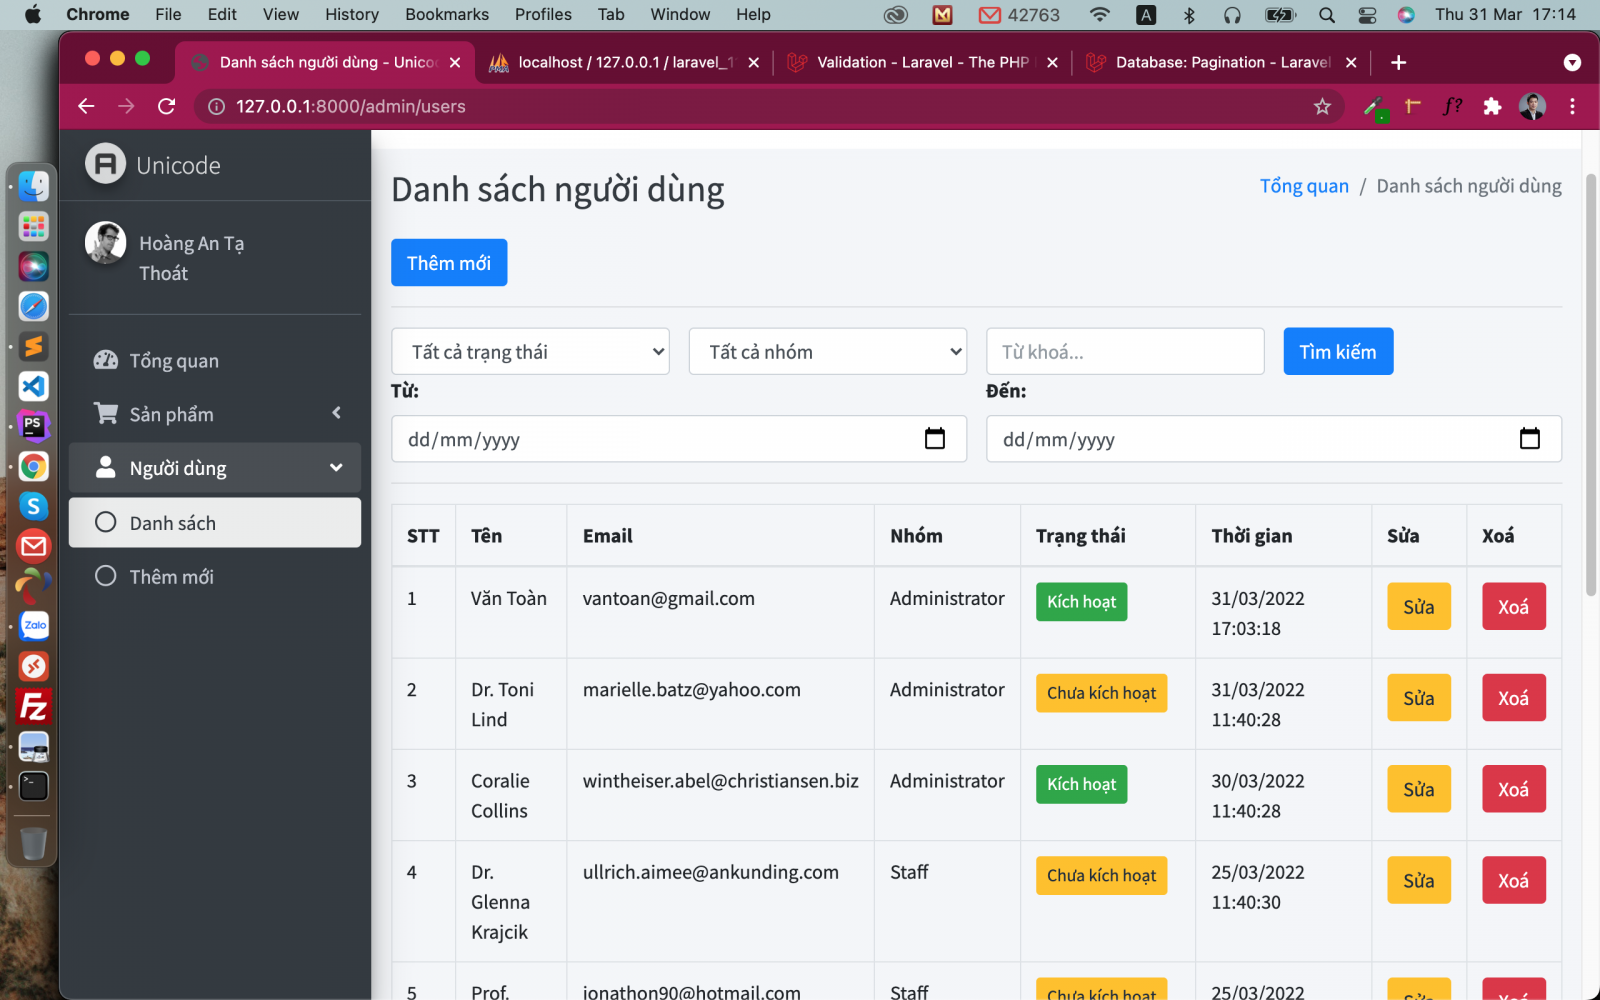 Chrome File Edit View History Bookmarks Profiles Tab Window Help 42763 A Thu 31 Mar 17:14
Danh sách người dùng - Unico
localhost / 127.0.0.1 / laravel_1
Validation - Laravel - The PHP
Database: Pagination - Laravel
127.0.0.1:8000/admin/users
f?
Unicode
Hoàng An Tạ
Thoát
Tổng quan
Sản phẩm
Người dùng
Danh sách
Thêm mới
PS
S
Zalo
FZ
Danh sách người dùng
Tổng quan / Danh sách người dùng
Thêm mới
Tất cả trạng thái
Tất cả nhóm
Từ khoá...
Tìm kiếm
Từ:
Đến:
dd/mm/yyyy
dd/mm/yyyy
STT Tên Email Nhóm Trạng thái Thời gian Sửa Xoá
1 Văn Toàn vantoan@gmail.com Administrator Kích hoạt 31/03/2022 Sửa Xoá
17:03:18
2 Dr. Toni marielle.batz@yahoo.com Administrator Chưa kích hoạt 31/03/2022 Sửa Xoá
Lind 11:40:28
3 Coralie wintheiser.abel@christiansen.biz Administrator Kích hoạt 30/03/2022 Sửa Xoá
Collins 11:40:28
4 Dr. ullrich.aimee@ankunding.com Staff Chưa kích hoạt 25/03/2022 Sửa Xoá
Glenna 11:40:30
Krajcik
5 Prof. jonathon90@hotmail.com Staff Chưa kích hoạt 25/03/2022 Sửa Xoá